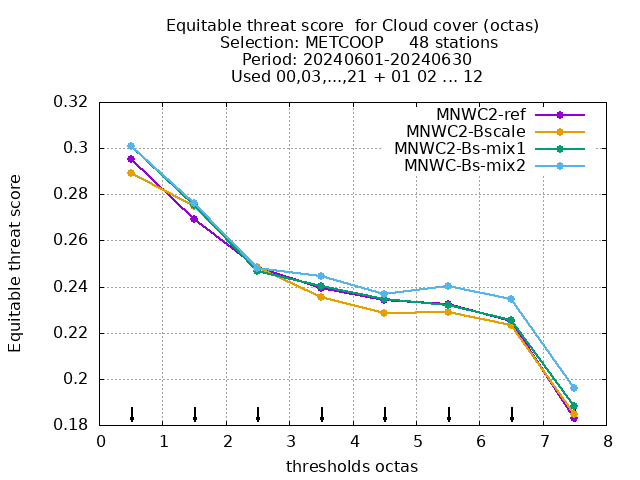 Equitable threat score  for Cloud cover (octas)
Selection: METCOOP     48 stations
Period: 20240601-20240630
Used 00,03,...,21 + 01 02 ... 12
MNWC2-ref
MNWC2-Bscale
MNWC2-Bs-mix1
MNWC-Bs-mix2
Equitable threat score
0.32
0.3
0.28
0.26
0.24
0.22
0.2
0.18
0 1 2 3 4 5 6 7 8
thresholds octas